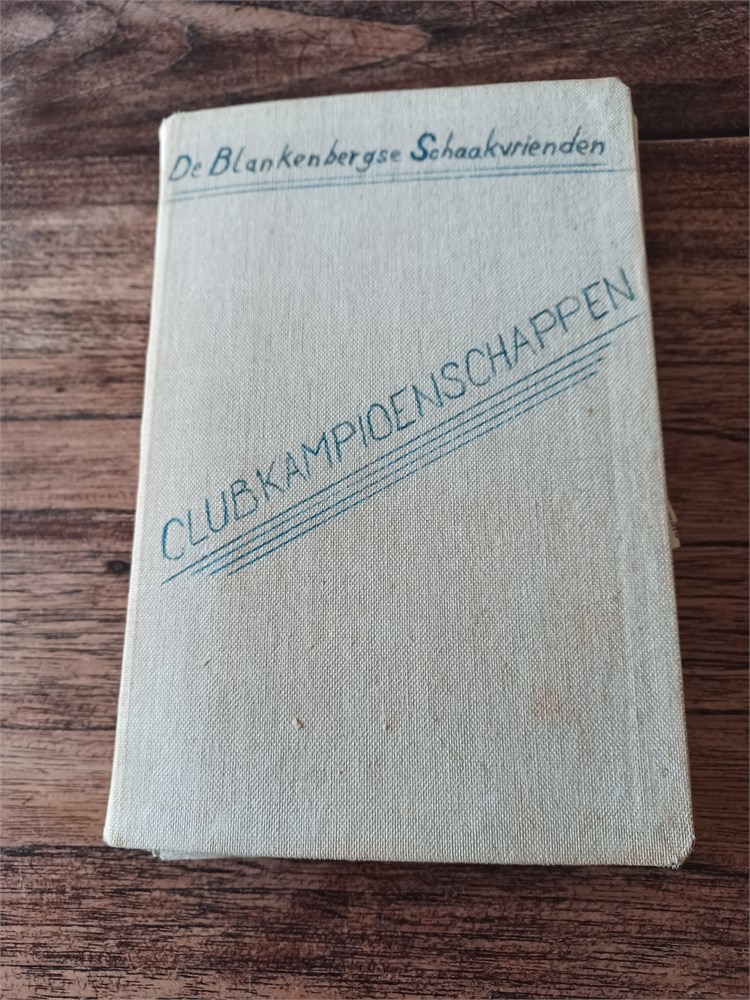 De Blankenbergse Schaakvrienden
CLUBKAMPIOENSCHAPPEN